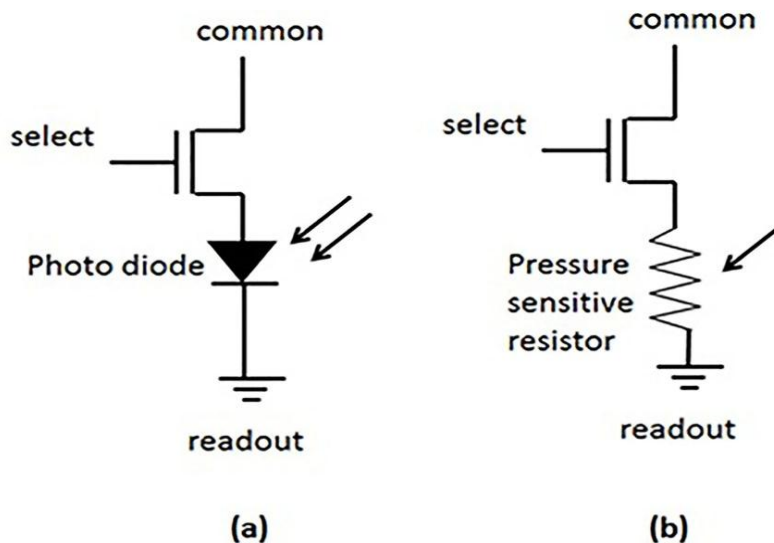 common
select
Photo diode
readout
(a)
common
select
Pressure
sensitive
resistor
readout
(b)